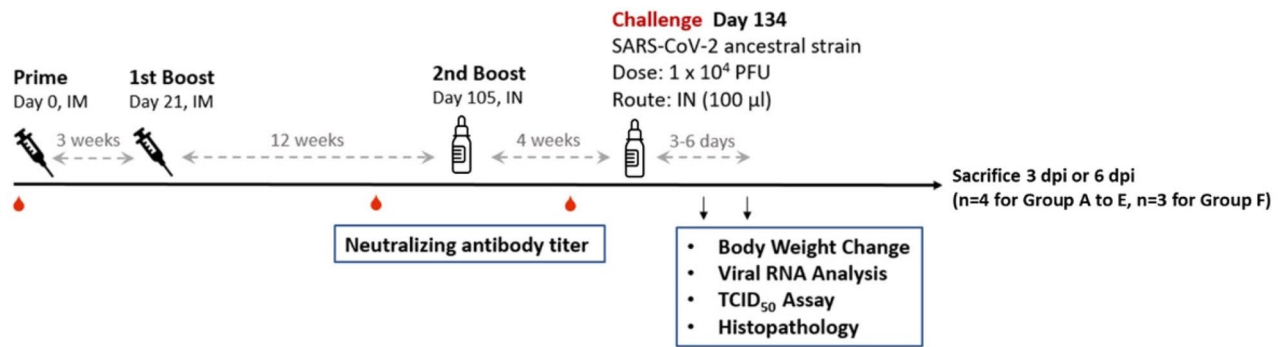 Challenge Day 134
SARS-CoV-2 ancestral strain
Dose: 1 x 10⁴ PFU
Route: IN (100 µl)
Prime
Day 0, IM
1st Boost
Day 21, IM
2nd Boost
Day 105, IN
3 weeks
12 weeks
4 weeks
3-6 days
Sacrifice 3 dpi or 6 dpi
(n=4 for Group A to E, n=3 for Group F)
Neutralizing antibody titer
• Body Weight Change
• Viral RNA Analysis
• TCID₅₀ Assay
• Histopathology